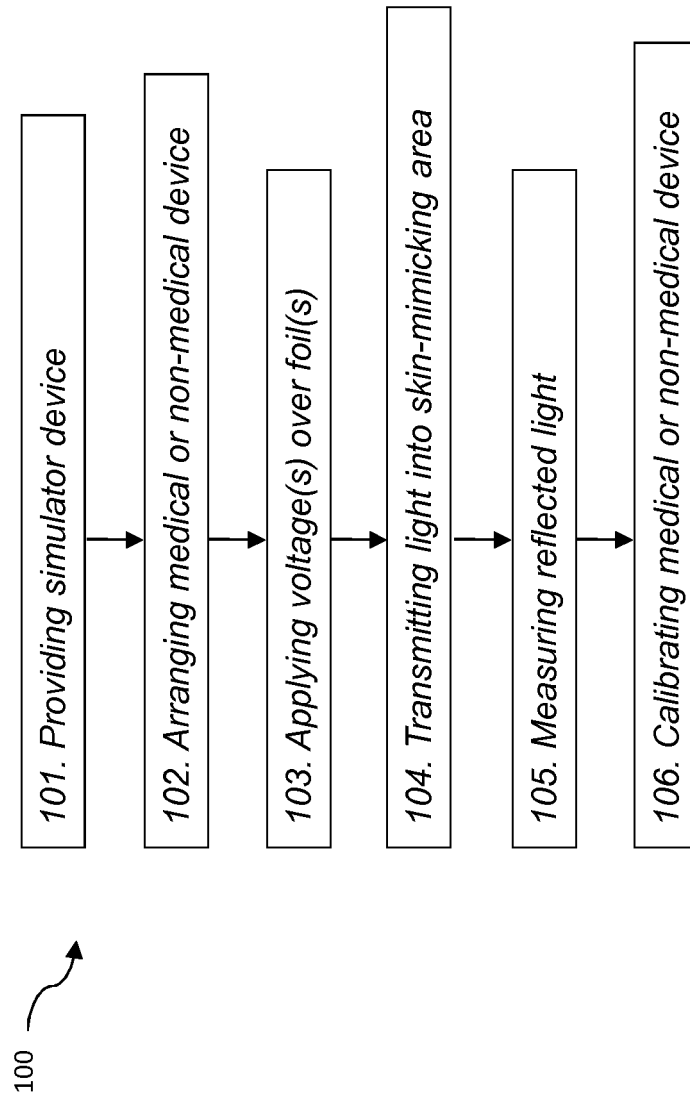 100
101. Providing simulator device
102. Arranging medical or non-medical device
103. Applying voltage(s) over foil(s)
104. Transmitting light into skin-mimicking area
105. Measuring reflected light
106. Calibrating medical or non-medical device